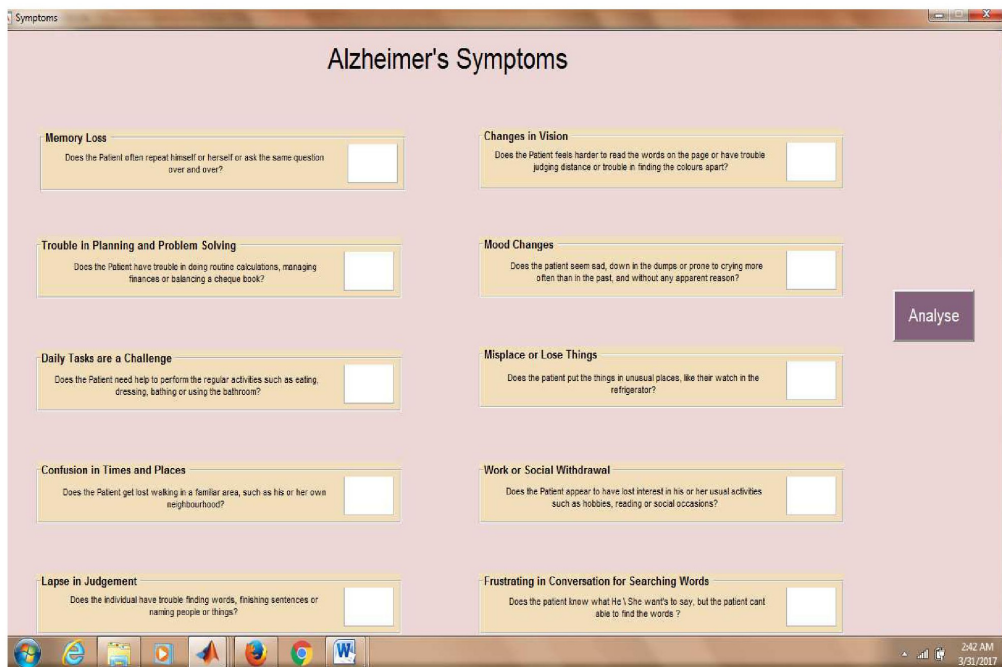 Symptoms
Alzheimer's Symptoms
Memory Loss
Does the Patient often repeat himself or herself or ask the same question
over and over?
Trouble in Planning and Problem Solving
Does the Patient have trouble in doing routine calculations, managing
finances or balancing a cheque book?
Daily Tasks are a Challenge
Does the Patient need help to perform the regular activities such as eating,
dressing, bathing or using the bathroom?
Confusion in Times and Places
Does the Patient get lost walking in a familiar area, such as his or her own
neighbourhood?
Lapse in Judgement
Does the individual have trouble finding words, finishing sentences or
naming people or things?
Changes in Vision
Does the Patient feels harder to read the words on the page or have trouble
judging distance or trouble in finding the colours apart?
Mood Changes
Does the patient seem sad, down in the dumps or prone to crying more
often than in the past, and without any apparent reason?
Misplace or Lose Things
Does the patient put the things in unusual places, like their watch in the
refrigerator?
Work or Social Withdrawal
Does the Patient appear to have lost interest in his or her usual activities
such as hobbies, reading or social occasions?
Frustrating in Conversation for Searching Words
Does the patient know what He \ She want's to say, but the patient cant
able to find the words ?
Analyse
2:42 AM
3/31/2017